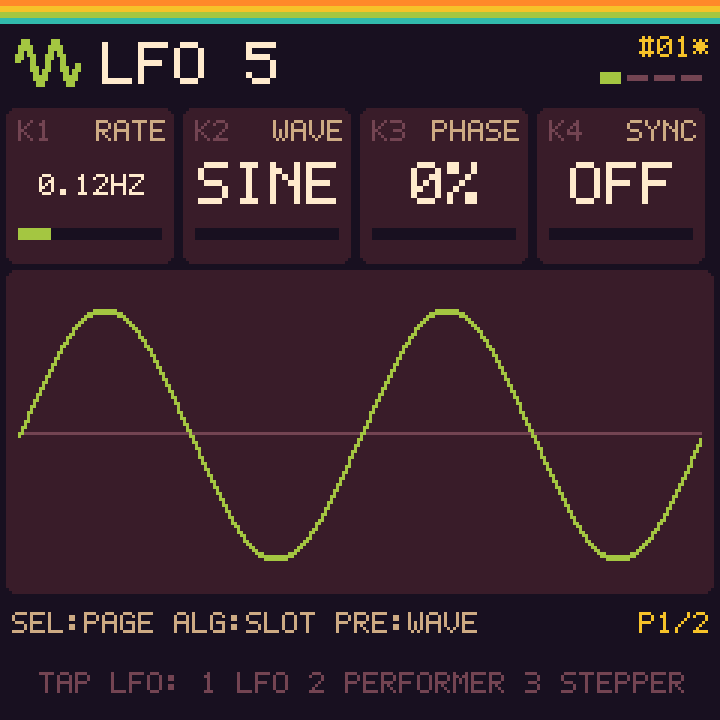 LFO 5 #01*
K1 RATE K2 WAVE K3 PHASE K4 SYNC
0.12HZ SINE 0% OFF
SEL:PAGE ALG:SLOT PRE:WAVE P1/2
TAP LFO: 1 LFO 2 PERFORMER 3 STEPPER